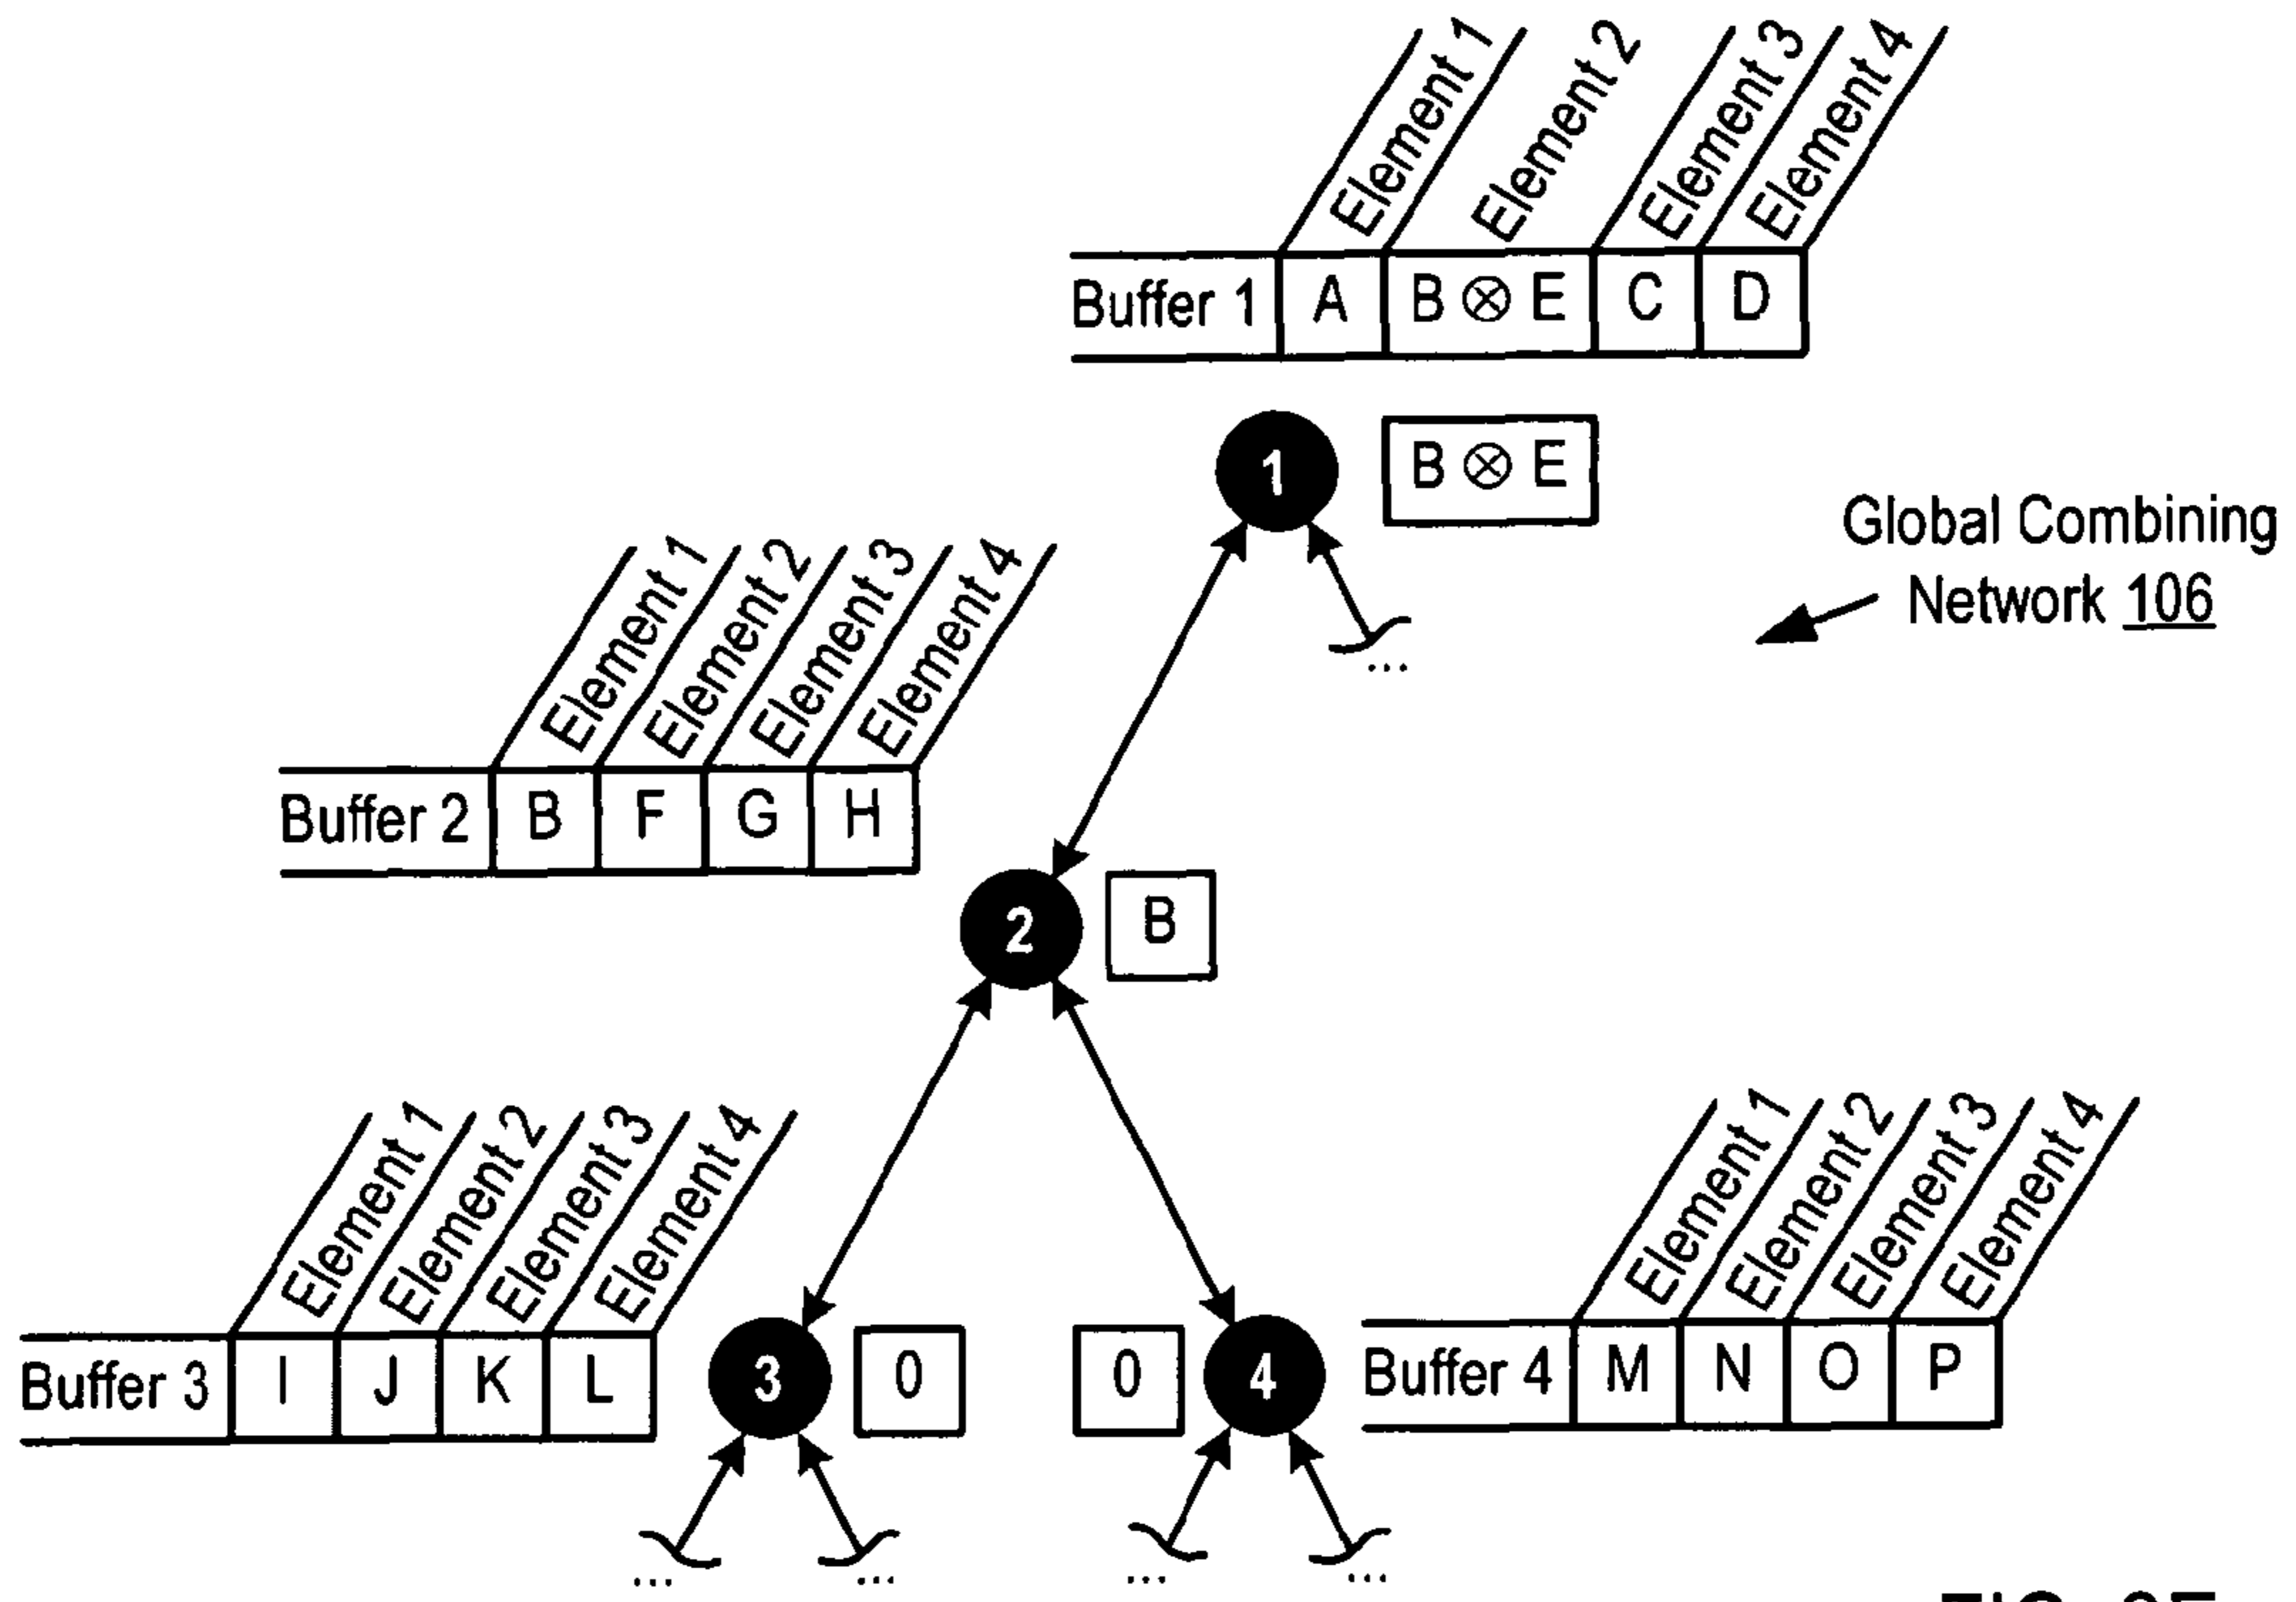 Element 1
Element 2
Element 3
Element 4
Buffer 1
A
B ⊗ E
C
D
1
B ⊗ E
Global Combining
Network 106
...
Element 1
Element 2
Element 3
Element 4
Buffer 2
B
F
G
H
2
B
Element 1
Element 2
Element 3
Element 4
Buffer 3
I
J
K
L
3
0
0
4
Element 1
Element 2
Element 3
Element 4
Buffer 4
M
N
O
P
...
...
...
...